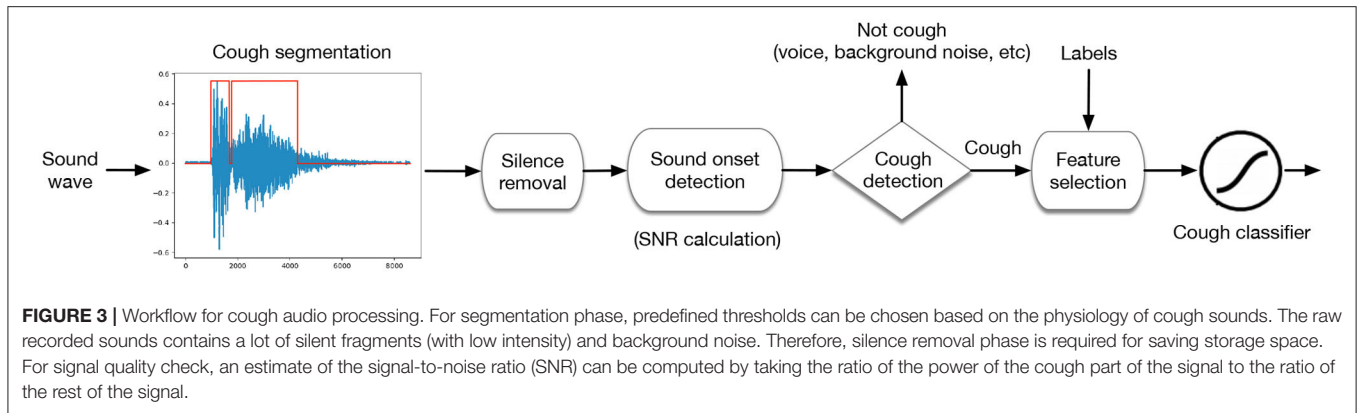 Cough segmentation
0.6
0.4
0.2
0.0
−0.2
−0.4
−0.6
0 2000 4000 6000 8000
Sound
wave
Silence
removal
Sound onset
detection
(SNR calculation)
Not cough
(voice, background noise, etc)
Cough
detection
Cough
Labels
Feature
selection
Cough classifier
FIGURE 3 | Workflow for cough audio processing. For segmentation phase, predefined thresholds can be chosen based on the physiology of cough sounds. The raw
recorded sounds contains a lot of silent fragments (with low intensity) and background noise. Therefore, silence removal phase is required for saving storage space.
For signal quality check, an estimate of the signal-to-noise ratio (SNR) can be computed by taking the ratio of the power of the cough part of the signal to the ratio of
the rest of the signal.